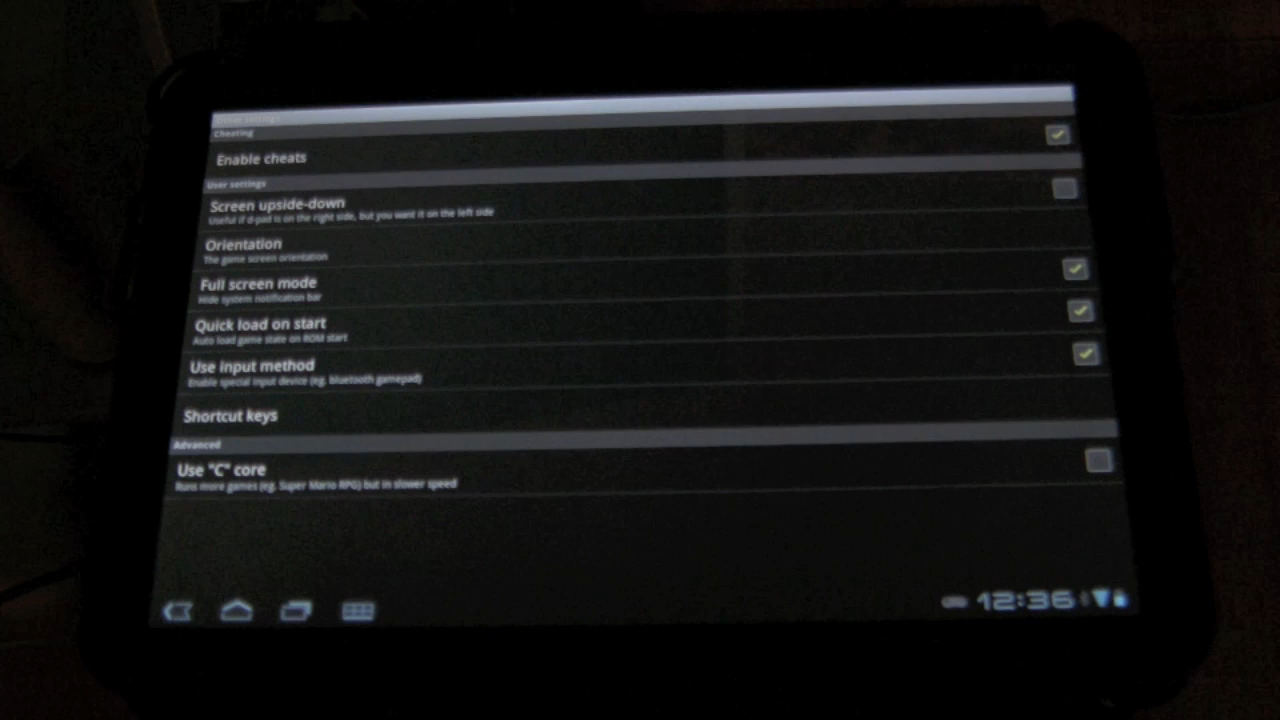 Other settings
Cheating
Enable cheats
User settings
Screen upside-down
Useful if d-pad is on the right side, but you want it on the left side
Orientation
The game screen orientation
Full screen mode
Hide system notification bar
Quick load on start
Auto load game state on ROM start
Use input method
Enable special input device (eg. bluetooth gamepad)
Shortcut keys
Advanced
Use "C" core
Runs more games (eg. Super Mario RPG) but in slower speed
12:36